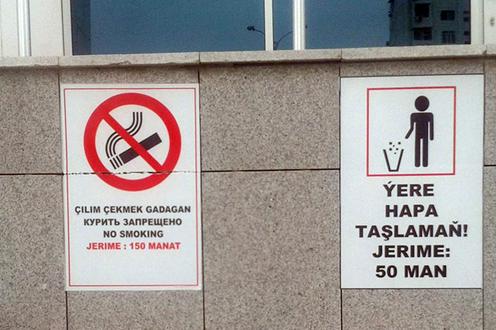 ÇILIM ÇEKMEK GADAGAN
КУРИТЬ ЗАПРЕЩЕНО
NO SMOKING
JERIME : 150 MANAT
ÝERE
HAPA
TAŞLAMAŇ!
JERIME:
50 MAN